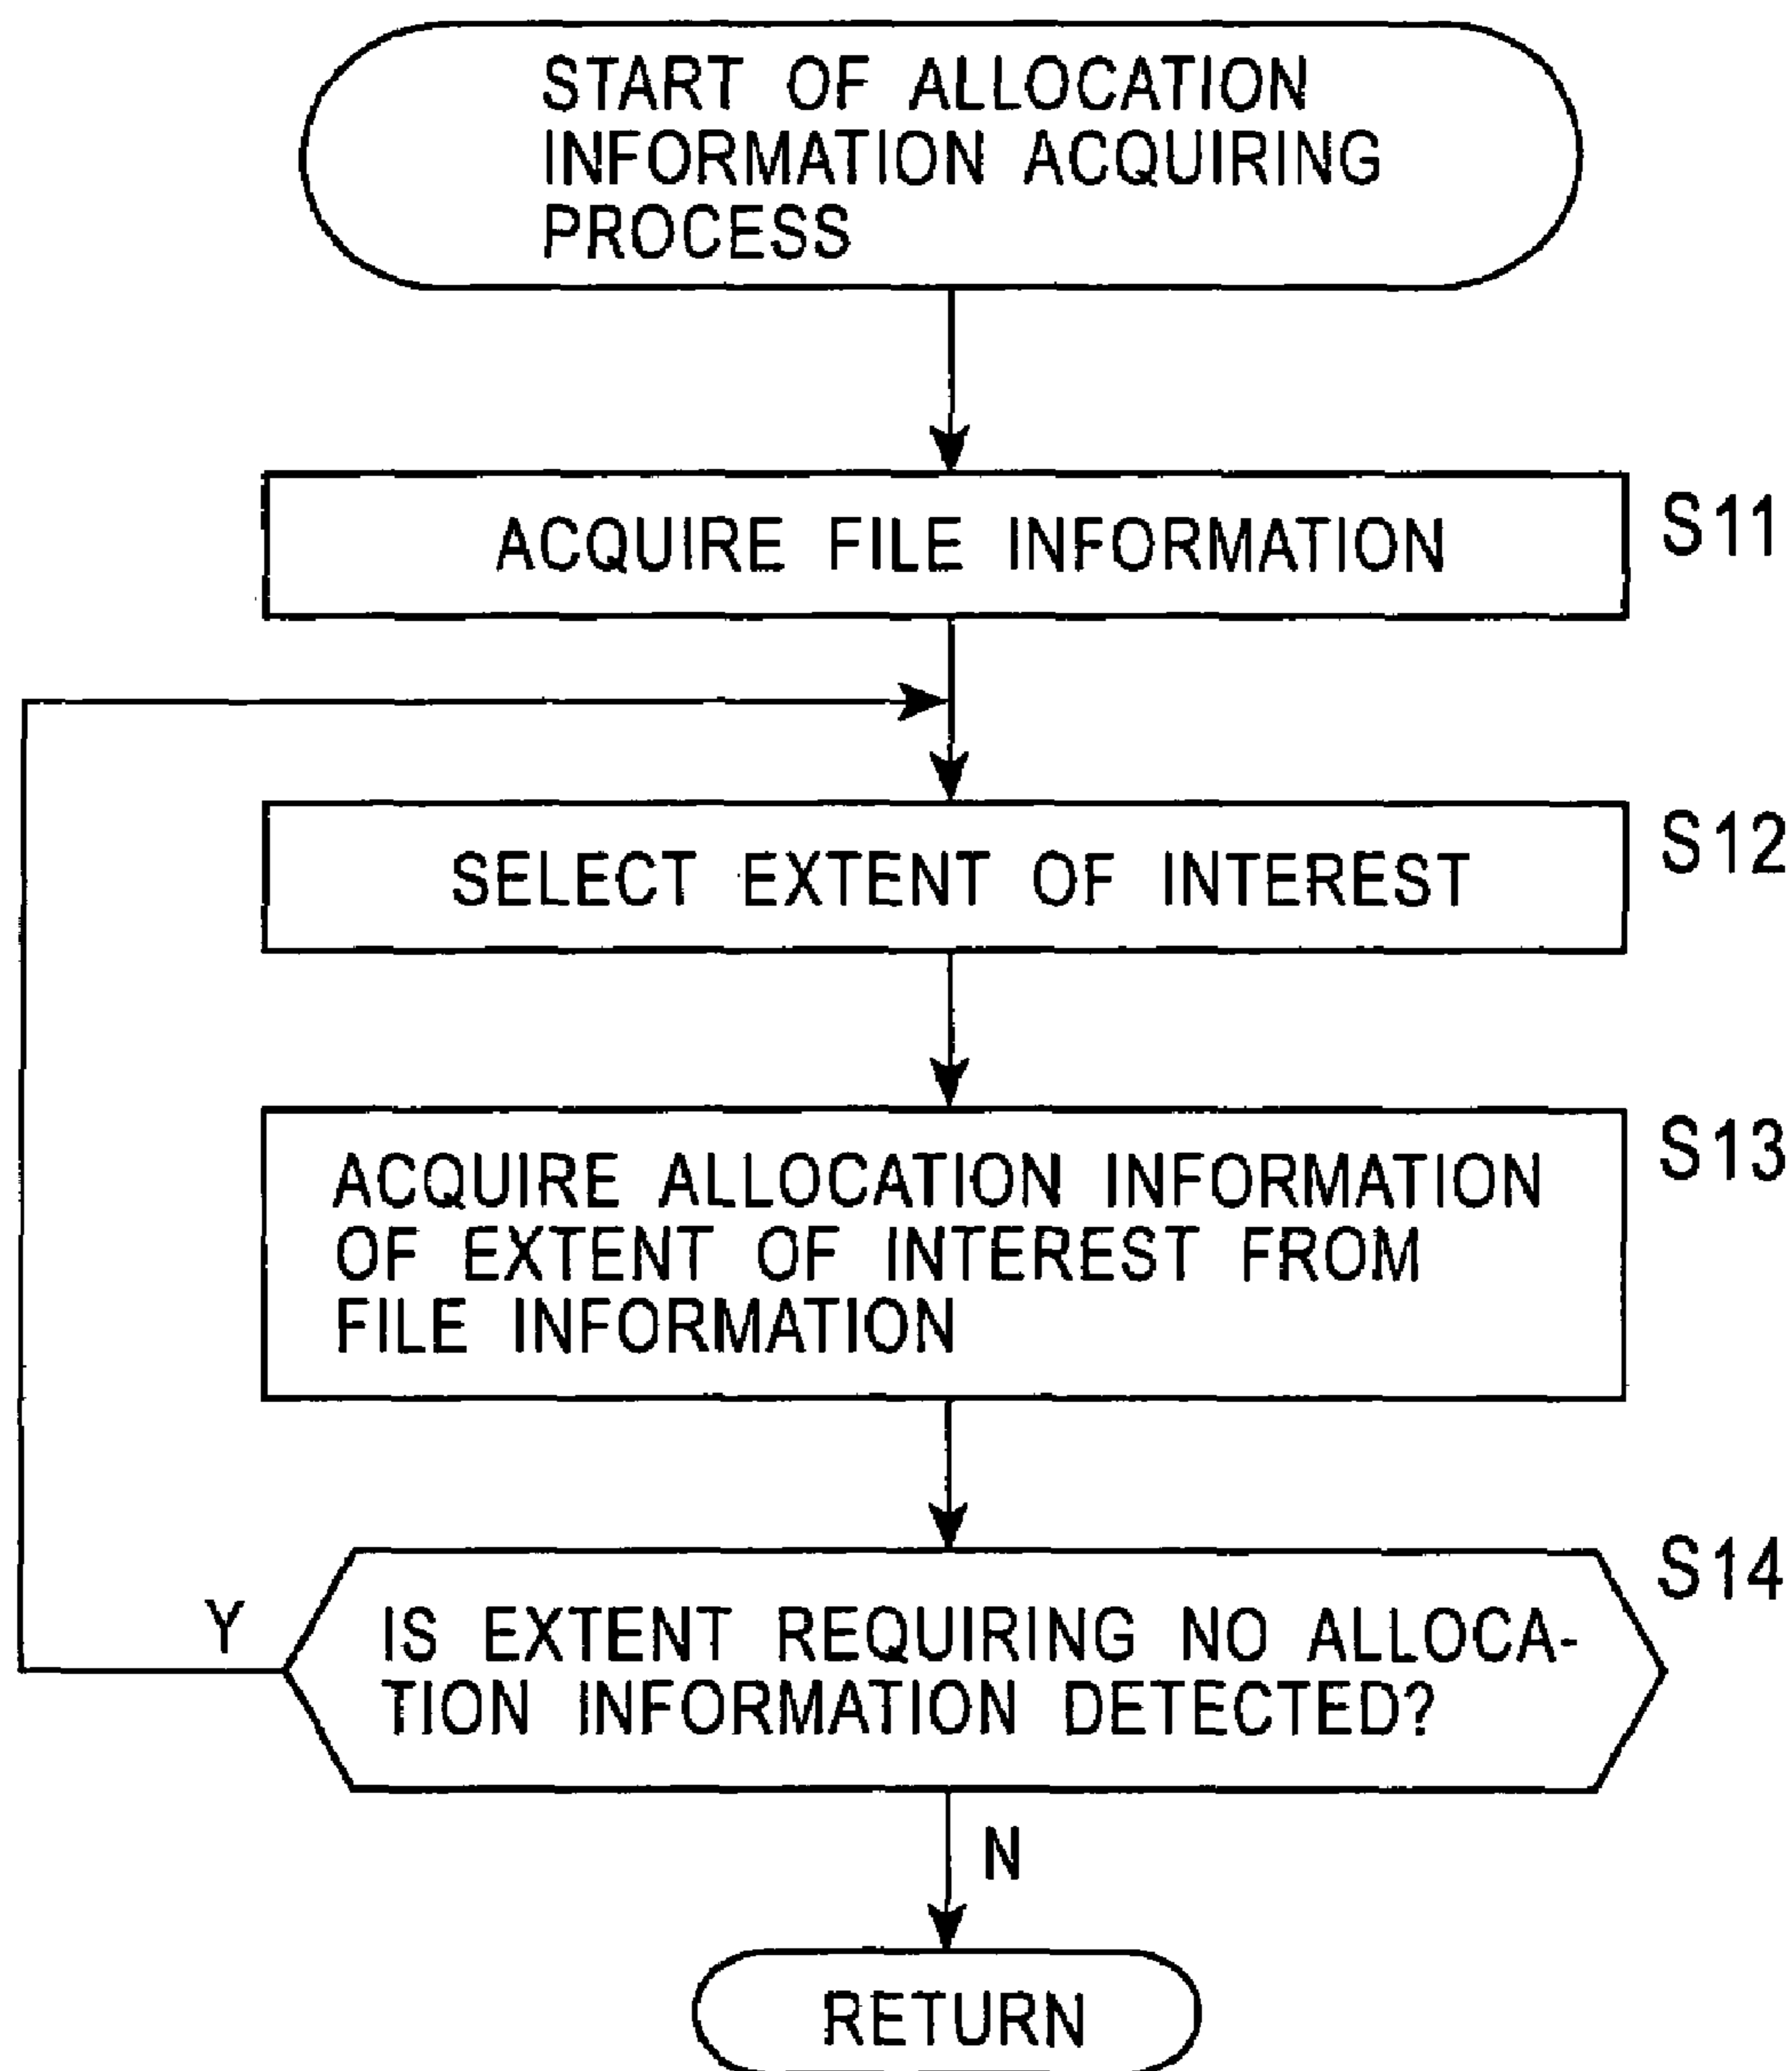 START OF ALLOCATION
INFORMATION ACQUIRING
PROCESS
ACQUIRE FILE INFORMATION
S11
SELECT EXTENT OF INTEREST
S12
ACQUIRE ALLOCATION INFORMATION
OF EXTENT OF INTEREST FROM
FILE INFORMATION
S13
IS EXTENT REQUIRING NO ALLOCA-
TION INFORMATION DETECTED?
S14
Y
N
RETURN